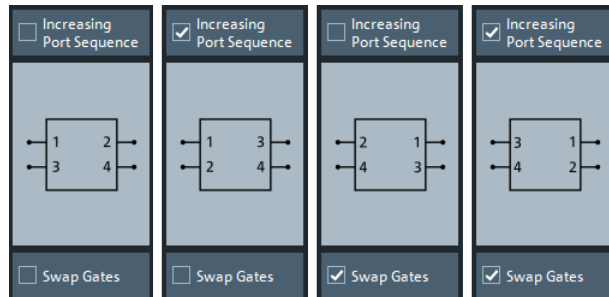 Increasing
Port Sequence
1 2
3 4
Swap Gates
Increasing
Port Sequence
1 3
2 4
Swap Gates
Increasing
Port Sequence
2 1
4 3
Swap Gates
Increasing
Port Sequence
3 1
4 2
Swap Gates